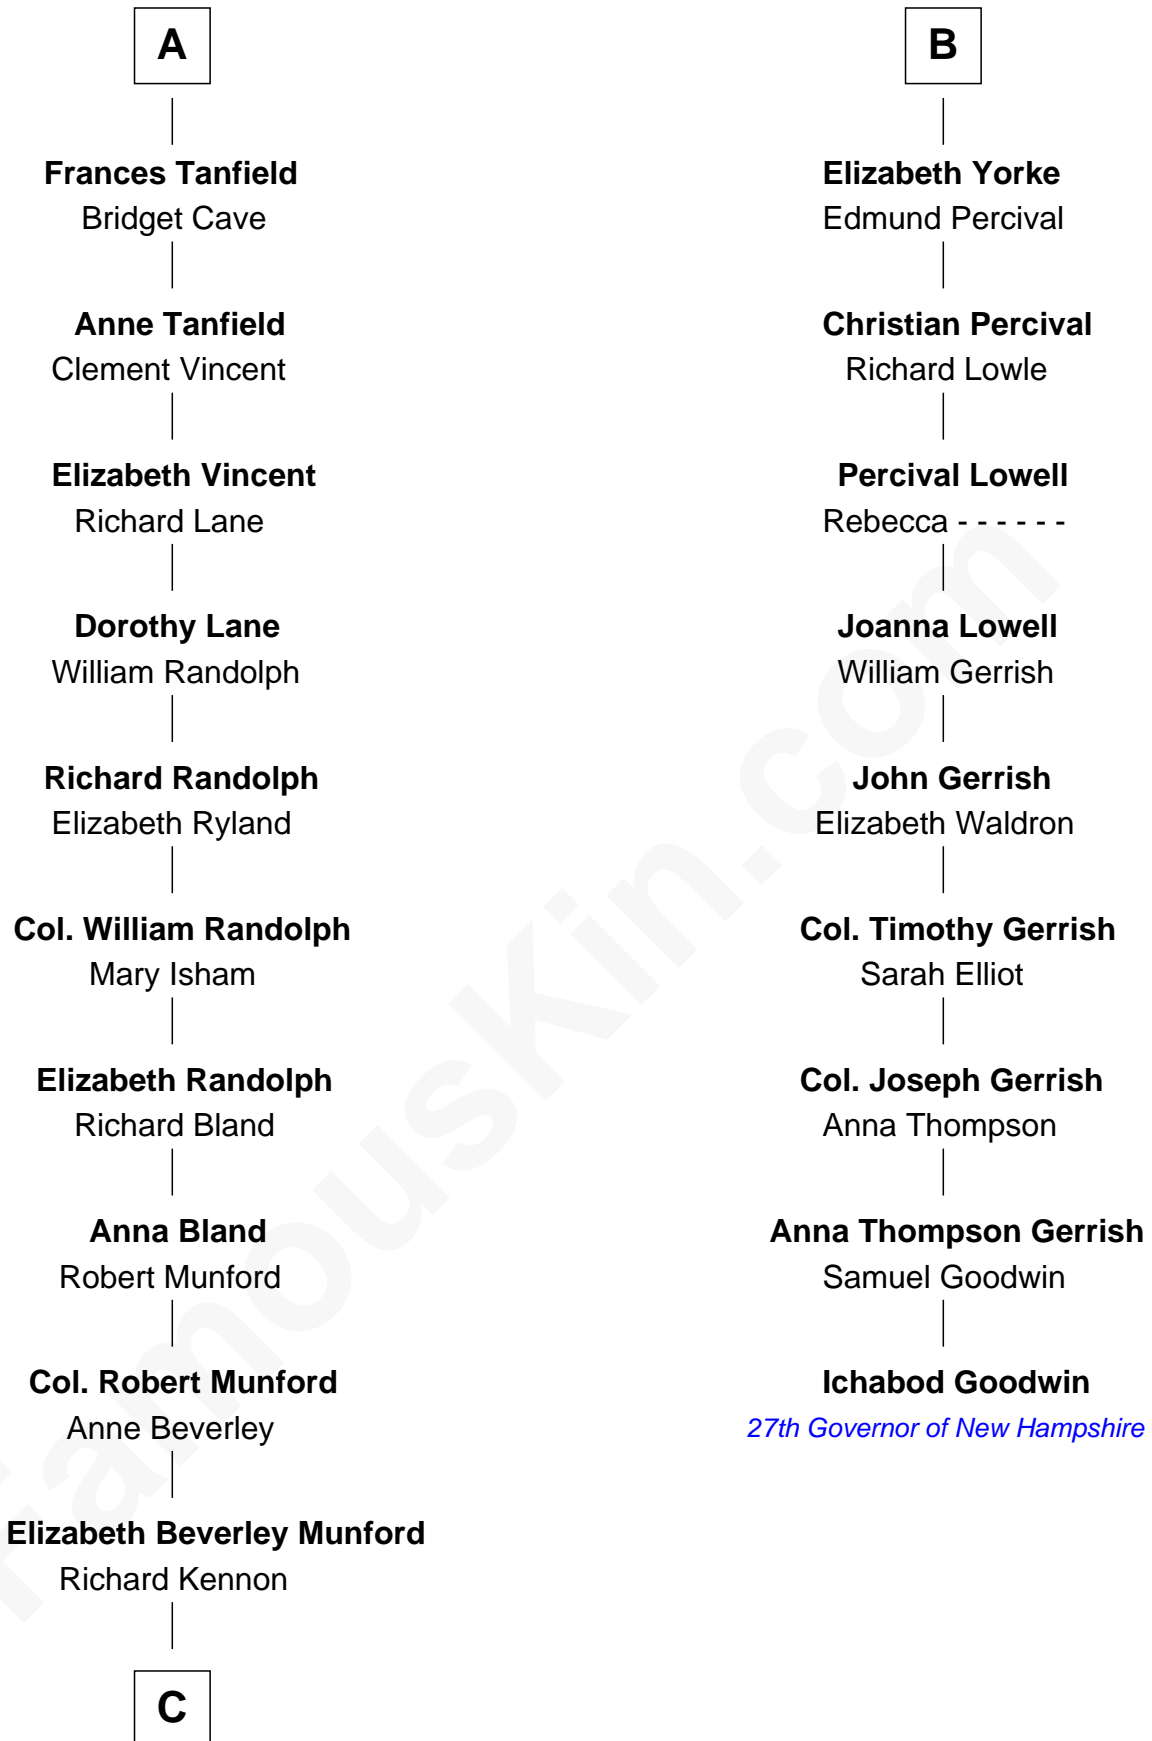 A
Frances Tanfield
Bridget Cave
Anne Tanfield
Clement Vincent
Elizabeth Vincent
Richard Lane
Dorothy Lane
William Randolph
Richard Randolph
Elizabeth Ryland
Col. William Randolph
Mary Isham
Elizabeth Randolph
Richard Bland
Anna Bland
Robert Munford
Col. Robert Munford
Anne Beverley
Elizabeth Beverley Munford
Richard Kennon
C
B
Elizabeth Yorke
Edmund Percival
Christian Percival
Richard Lowle
Percival Lowell
Rebecca - - - - - -
Joanna Lowell
William Gerrish
John Gerrish
Elizabeth Waldron
Col. Timothy Gerrish
Sarah Elliot
Col. Joseph Gerrish
Anna Thompson
Anna Thompson Gerrish
Samuel Goodwin
Ichabod Goodwin
27th Governor of New Hampshire
FamousKin.com